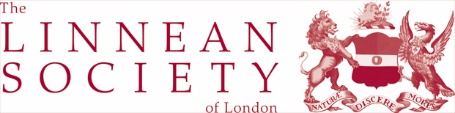 The
LINNEAN
SOCIETY
of London
NATURÆ DISCERE MORES